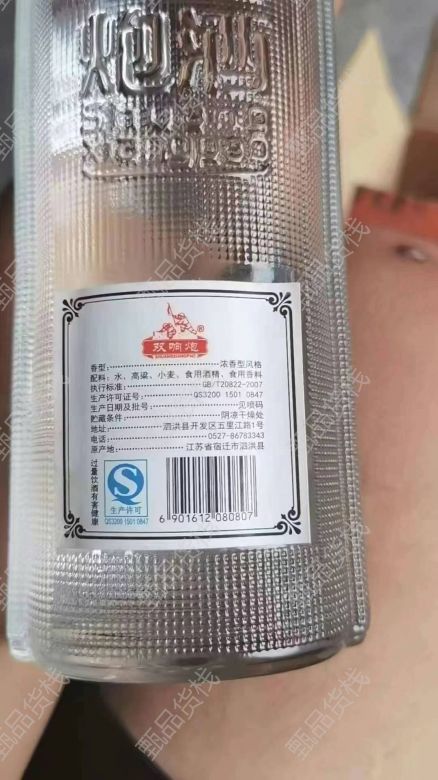 炮酒
双响炮®
香型：浓香型风格
配料：水、高粱、小麦、食用酒精、食用香料
执行标准：GB/T20822-2007
生产许可证号：QS3200 1501 0847
生产日期及批号：见喷码
贮藏条件：阴凉干燥处
地址：泗洪县开发区五里江路1号
电话：0527-86783343
原产地：江苏省宿迁市泗洪县
过量饮酒有害健康
生产许可
QS3200 1501 0847
6 901612 080807
甄品货栈